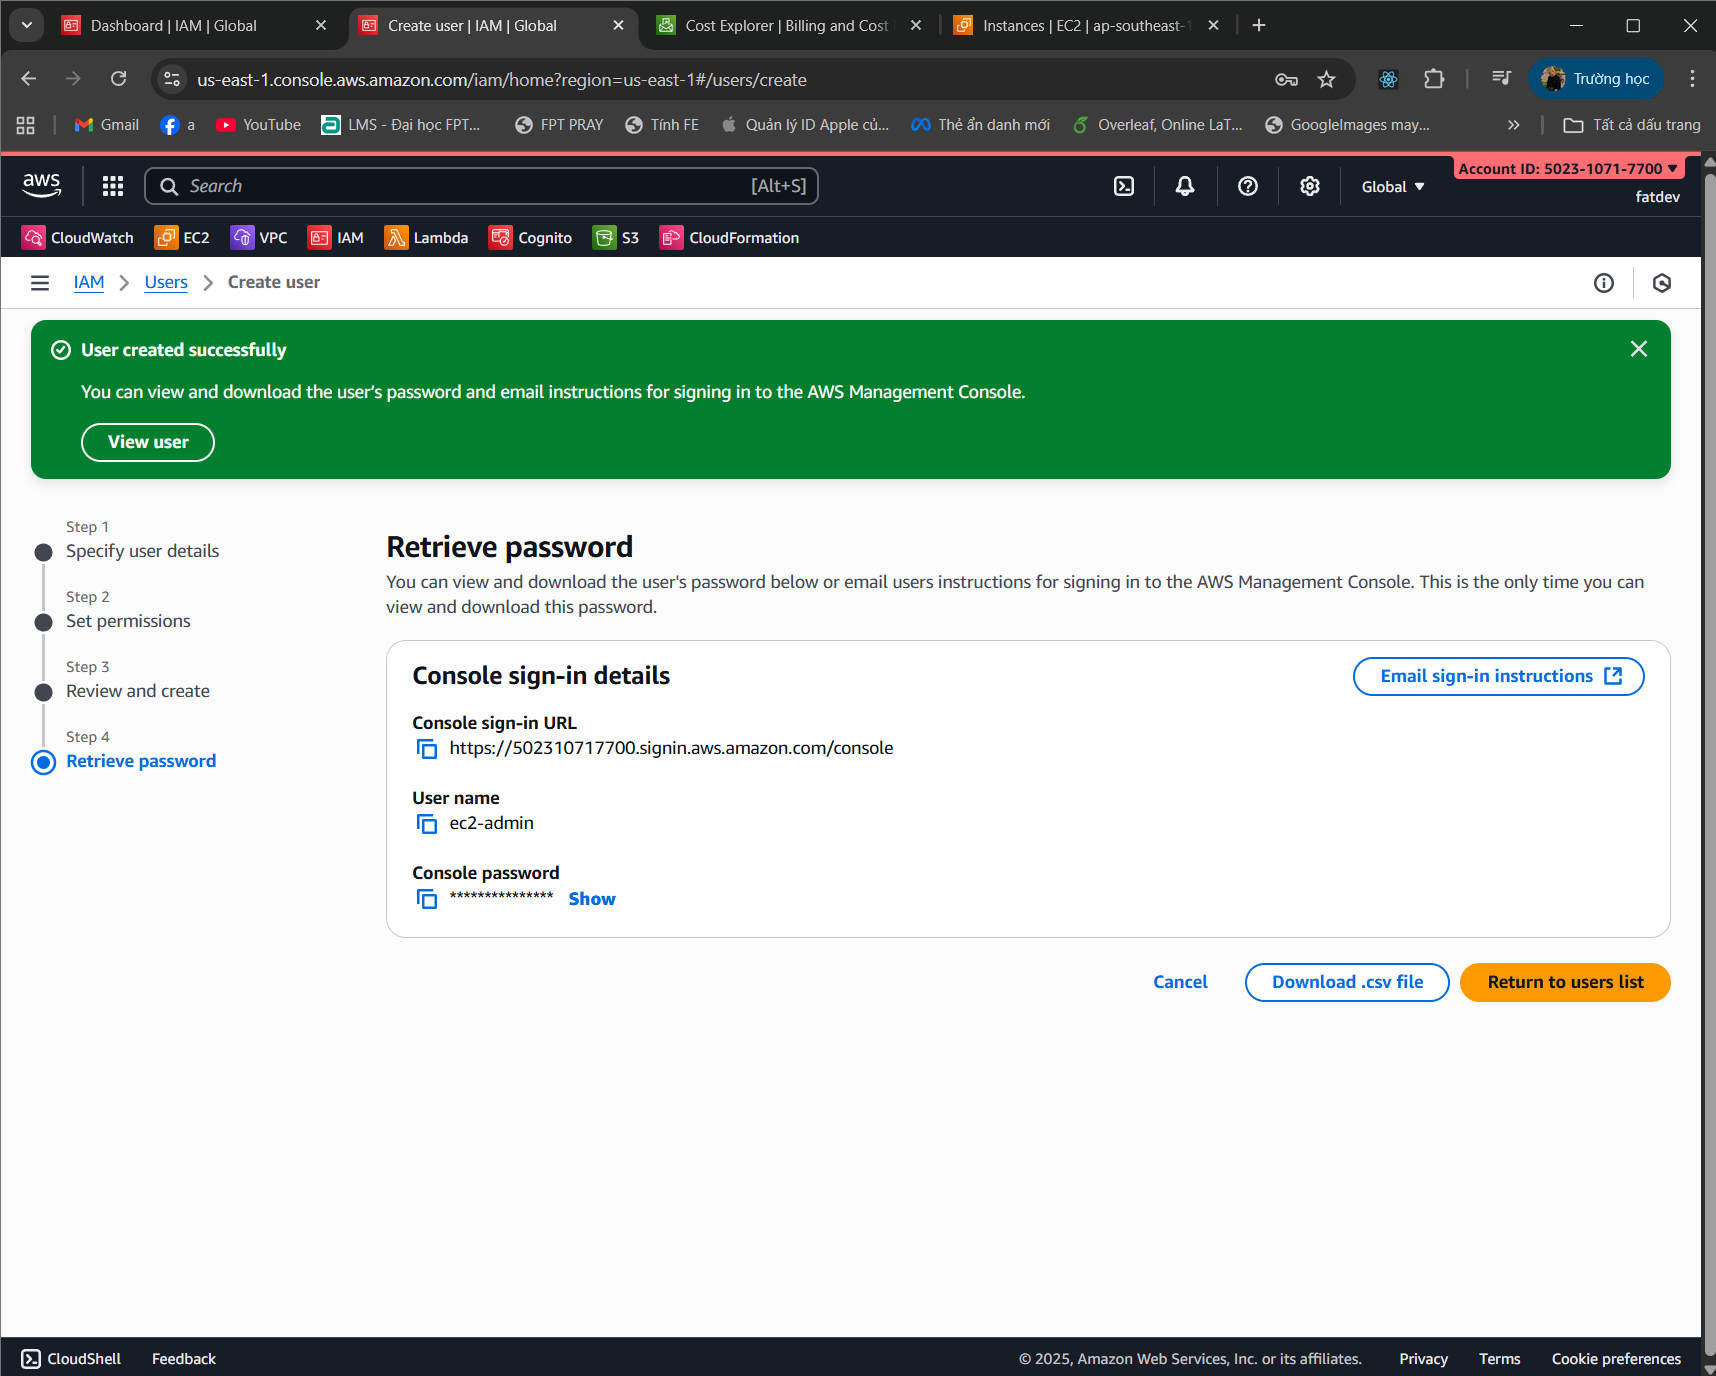 Dashboard | IAM | Global
Create user | IAM | Global
Cost Explorer | Billing and Cost
Instances | EC2 | ap-southeast-1
us-east-1.console.aws.amazon.com/iam/home?region=us-east-1#/users/create
Trường học
Gmail
a
YouTube
LMS - Đại học FPT...
FPT PRAY
Tính FE
Quản lý ID Apple củ...
Thẻ ẩn danh mới
Overleaf, Online LaT...
GoogleImages may...
Tất cả dấu trang
aws
Search
[Alt+S]
Global
Account ID: 5023-1071-7700
fatdev
CloudWatch
EC2
VPC
IAM
Lambda
Cognito
S3
CloudFormation
IAM
Users
Create user
User created successfully
You can view and download the user's password and email instructions for signing in to the AWS Management Console.
View user
Step 1
Specify user details
Step 2
Set permissions
Step 3
Review and create
Step 4
Retrieve password
Retrieve password
You can view and download the user's password below or email users instructions for signing in to the AWS Management Console. This is the only time you can
view and download this password.
Console sign-in details
Email sign-in instructions
Console sign-in URL
https://502310717700.signin.aws.amazon.com/console
User name
ec2-admin
Console password
*************** Show
Cancel
Download .csv file
Return to users list
CloudShell
Feedback
© 2025, Amazon Web Services, Inc. or its affiliates.
Privacy
Terms
Cookie preferences